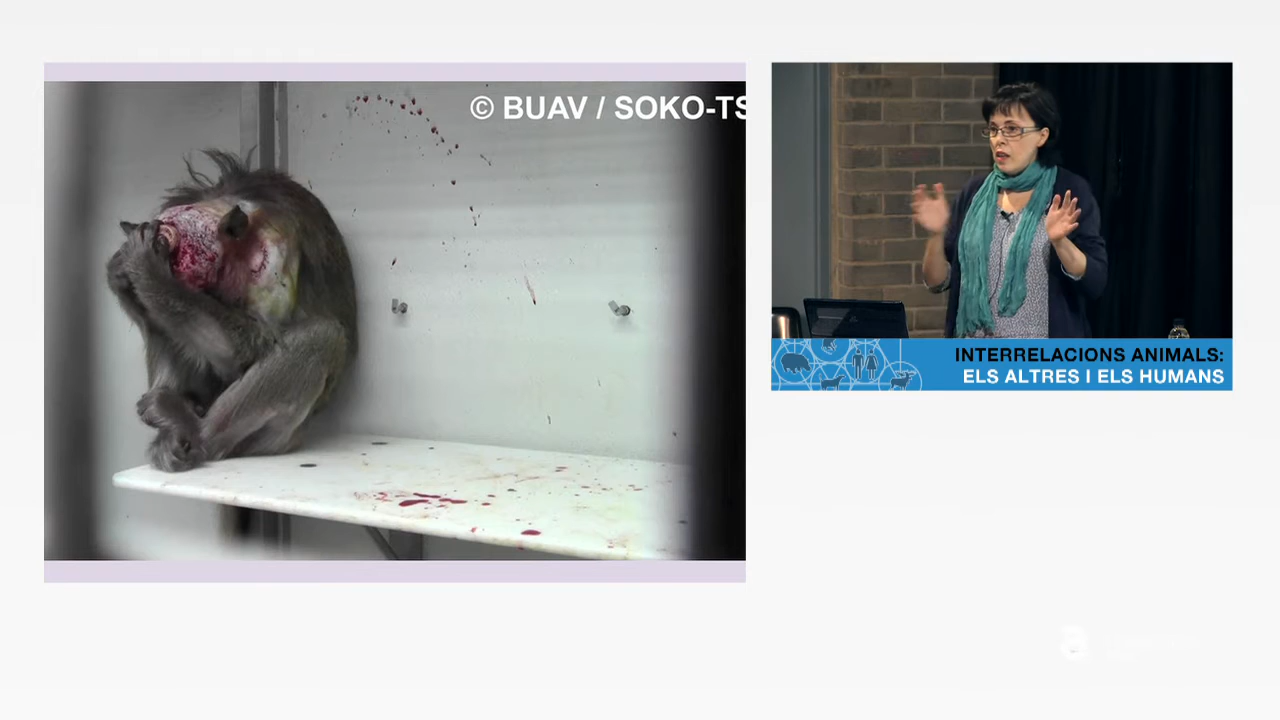 © BUAV / SOKO-TS
INTERRELACIONS ANIMALS:
ELS ALTRES I ELS HUMANS